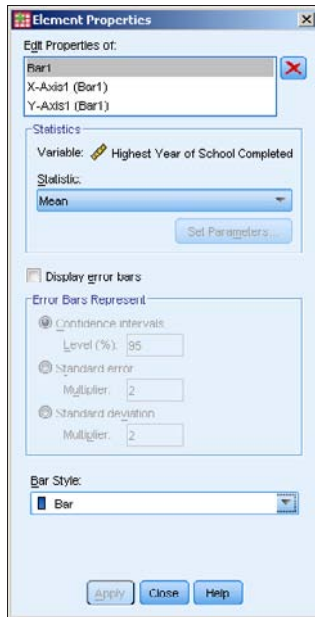 Element Properties
Edit Properties of:
Bar1
X-Axis1 (Bar1)
Y-Axis1 (Bar1)
Statistics
Variable: Highest Year of School Completed
Statistic:
Mean
Set Parameters...
Display error bars
Error Bars Represent
Confidence intervals
Level (%): 95
Standard error
Multiplier: 2
Standard deviation
Multiplier: 2
Bar Style:
Bar
Apply Close Help